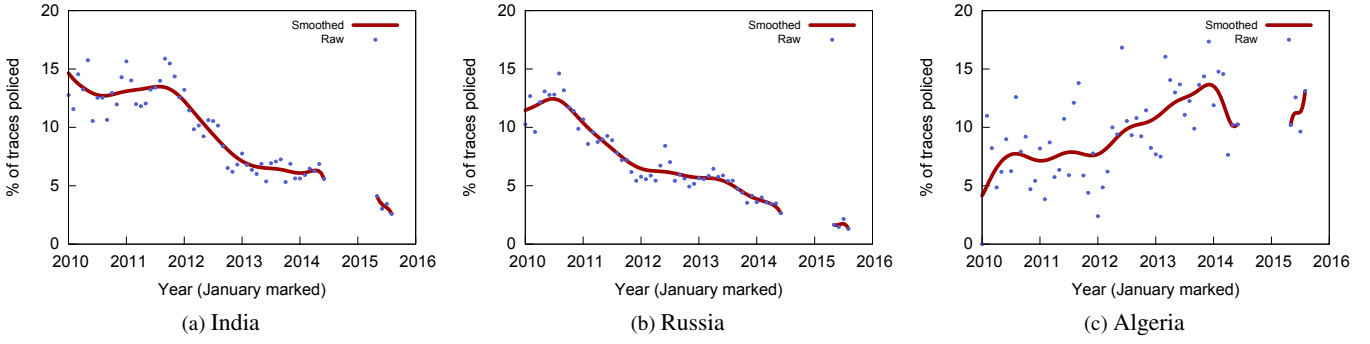 20
15
10
5
0
% of traces policed
Smoothed
Raw
2010 2011 2012 2013 2014 2015 2016
Year (January marked)
(a) India
20
15
10
5
0
% of traces policed
Smoothed
Raw
2010 2011 2012 2013 2014 2015 2016
Year (January marked)
(b) Russia
20
15
10
5
0
% of traces policed
Smoothed
Raw
2010 2011 2012 2013 2014 2015 2016
Year (January marked)
(c) Algeria